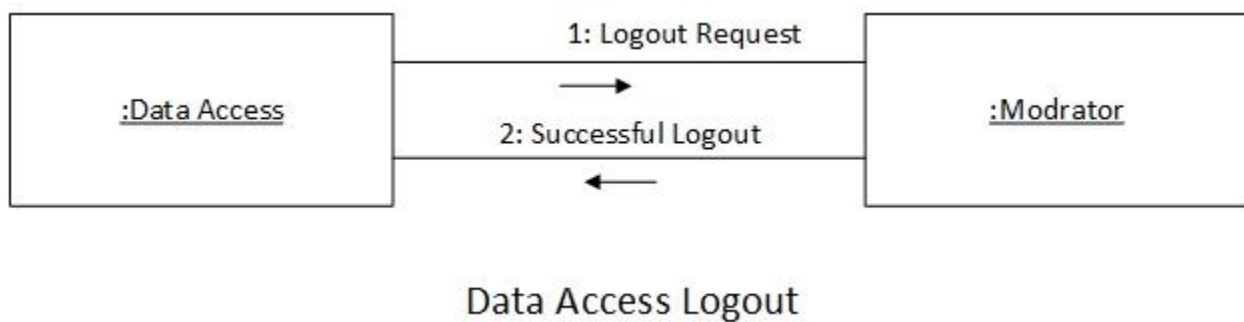 1: Logout Request
:Data Access
:Modrator
2: Successful Logout
Data Access Logout